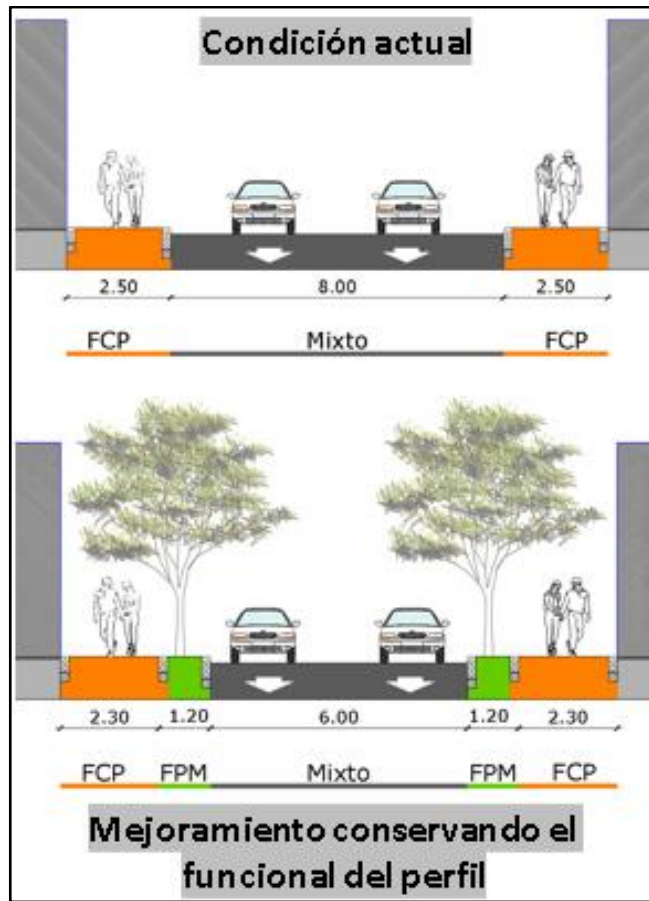 Condición actual
2.50 8.00 2.50
FCP Mixto FCP
2.30 1.20 6.00 1.20 2.30
FCP FPM Mixto FPM FCP
Mejoramiento conservando el
funcional del perfil